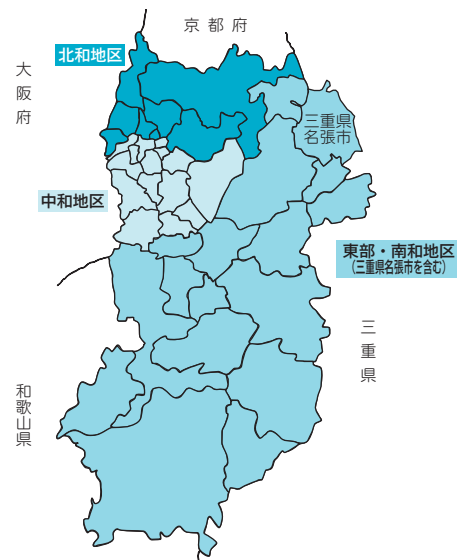 京都府
北和地区
大阪府
三重県
名張市
中和地区
東部・南和地区
（三重県名張市を含む）
三重県
和歌山県